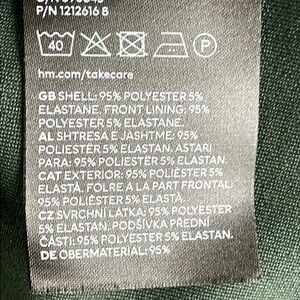 P/N 1212616 8
40 P
hm.com/takecare
GB SHELL: 95% POLYESTER 5%
ELASTANE. FRONT LINING: 95%
POLYESTER 5% ELASTANE.
AL SHTRESA E JASHTME: 95%
POLIESTËR 5% ELASTAN. ASTARI
PARA: 95% POLIESTËR 5% ELASTAN.
CAT EXTERIOR: 95% POLIÈSTER 5%
ELASTÀ. FOLRE A LA PART FRONTAL:
95% POLIÈSTER 5% ELASTÀ.
CZ SVRCHNÍ LÁTKA: 95% POLYESTER
5% ELASTAN. PODŠÍVKA PŘEDNÍ
ČÁSTI: 95% POLYESTER 5% ELASTAN.
DE OBERMATERIAL: 95%